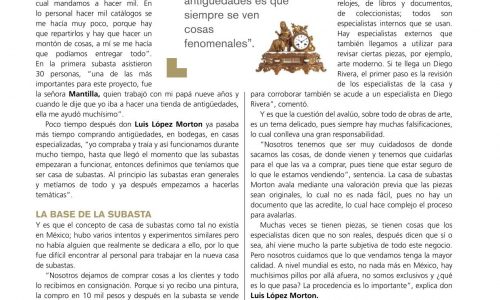 cual mandamos a hacer mil. En
lo personal hacer mil catálogos se
me hacía muy poco, porque hay
que repartirlos y hay que hacer un
montón de cosas, a mí se me hacía
que podíamos entregar todo”.
En la primera subasta asistieron
30 personas, “una de las más
importantes para este proyecto, fue
la señora Mantilla, quien trabajó con mi papá nueve años y
cuando le dije que yo iba a hacer una tienda de antigüedades,
ella me ayudó muchísimo”.
Poco tiempo después don Luis López Morton ya pasaba
más tiempo comprando antigüedades, en bodegas, en casas
especializadas, “yo compraba y traía y así funcionamos durante
mucho tiempo, hasta que llegó el momento que las subastas
empezaran a funcionar, entonces definimos que teníamos que
ser casa de subastas. Al principio las subastas eran generales
y metíamos de todo y ya después empezamos a hacerlas
temáticas”.
LA BASE DE LA SUBASTA
Y es que el concepto de casa de subastas como tal no existía
en México; hubo varios intentos y experimentos similares pero
no había alguien que realmente se dedicara a ello, por lo que
fue difícil encontrar al personal para trabajar en la nueva casa
de subastas.
“Nosotros dejamos de comprar cosas a los clientes y todo
lo recibimos en consignación. Porque si yo recibo una pintura,
la compro en 10 mil pesos y después en la subasta se vende
antigüedades es que
siempre se ven
cosas
fenomenales”.
relojes, de libros y documentos,
de coleccionistas; todos son
especialistas internos que se usan.
Hay especialistas externos que
también llegamos a utilizar para
revisar ciertas piezas, por ejemplo,
arte moderno. Si te llega un Diego
Rivera, el primer paso es la revisión
de los especialistas de la casa y
para corroborar también se acude a un especialista en Diego
Rivera”, comentó.
Y es que la cuestión del avalúo, sobre todo de obras de arte,
es un tema delicado, pues siempre hay muchas falsificaciones,
lo cual conlleva una gran responsabilidad.
“Nosotros tenemos que ser muy cuidadosos de donde
sacamos las cosas, de donde vienen y tenemos que cuidarlas
para el que las va a comprar, pues tiene que estar seguro de
lo que le estamos vendiendo”, sentencia. La casa de subastas
Morton avala mediante una valoración previa que las piezas
sean originales, lo cual no es nada fácil, pues no hay un
documento que las acredite, lo cual hace complejo el proceso
para avalarlas.
Muchas veces se tienen piezas, se tienen cosas que los
especialistas dicen que no son reales, después dicen que sí o
sea, ahí viene mucho la parte subjetiva de todo este negocio.
Pero nosotros cuidamos lo que vendemos, que tenga la mayor
calidad. A nivel mundial es esto, no nada más en México, hay
muchísimos pillos por allá afuera, no somos exclusivos y ¿qué
es lo que pasa? La procedencia es lo importante”, explica don
Luis López Morton.